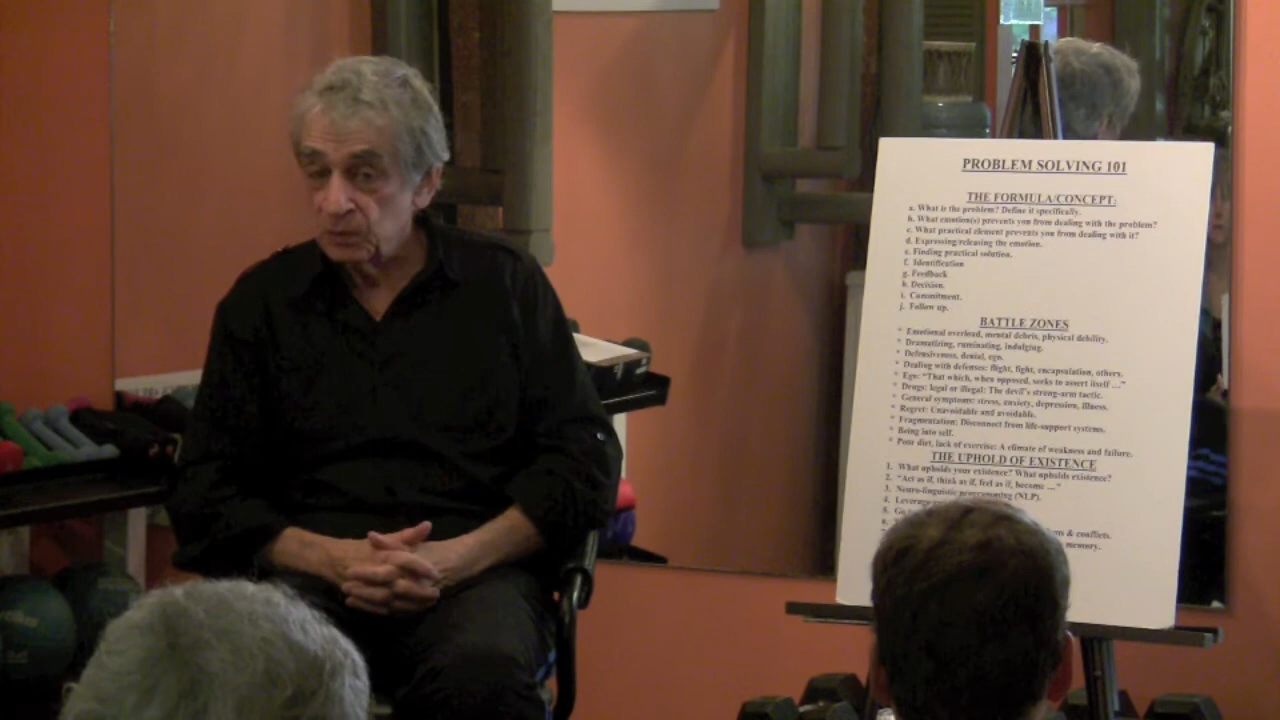 PROBLEM SOLVING 101
THE FORMULA/CONCEPT:
a. What is the problem? Define it specifically.
b. What emotion(s) prevents you from dealing with the problem?
c. What practical element prevents you from dealing with it?
d. Expressing/releasing the emotion.
e. Finding practical solution.
f. Identification
g. Feedback
h. Decision.
i. Commitment.
j. Follow up.
BATTLE ZONES
* Emotional overload, mental debris, physical debility.
* Dramatizing, ruminating, indulging.
* Defensiveness, denial, ego.
* Dealing with defenses: flight, fight, encapsulation, others.
* Ego: "That which, when opposed, seeks to assert itself ..."
* Drugs: legal or illegal: The devil's strong-arm tactic.
* General symptoms: stress, anxiety, depression, illness.
* Regret: Unavoidable and avoidable.
* Fragmentation: Disconnect from life-support systems.
* Being into self.
* Poor diet, lack of exercise: A climate of weakness and failure.
THE UPHOLD OF EXISTENCE
1. What upholds your existence? What upholds existence?
2. "Act as if, think as if, feel as if, become ..."
3. Neuro-linguistic programming (NLP).
4. Leverage
5.
6. & conflicts.
memory.